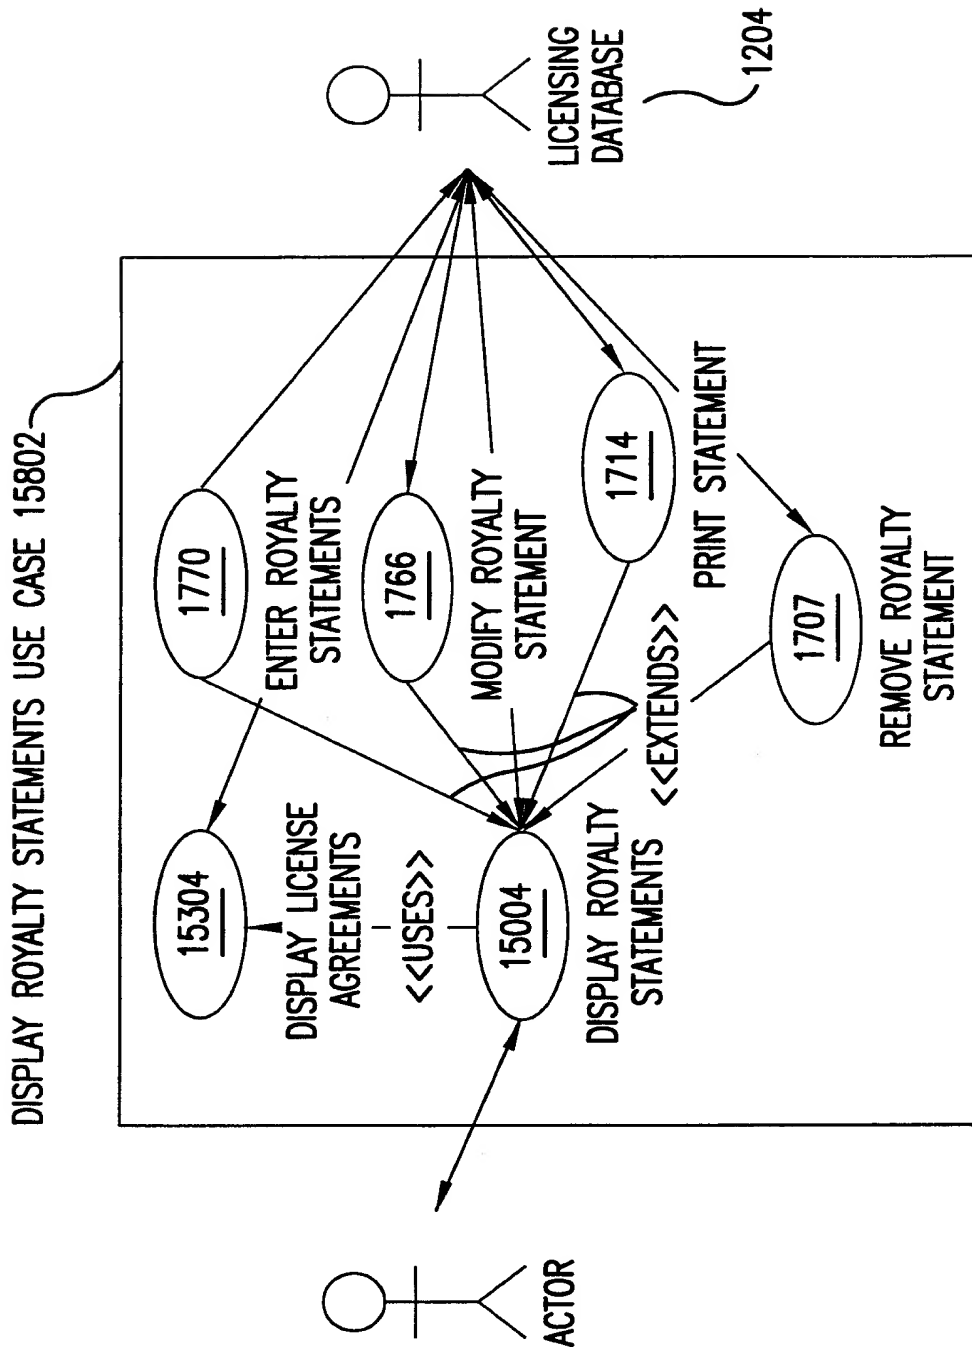 DISPLAY ROYALTY STATEMENTS USE CASE 15802
15304
DISPLAY LICENSE
AGREEMENTS
<<USES>>
15004
DISPLAY ROYALTY
STATEMENTS
1770
ENTER ROYALTY
STATEMENTS
1766
MODIFY ROYALTY
STATEMENT
1714
PRINT STATEMENT
<<EXTENDS>>
1707
REMOVE ROYALTY
STATEMENT
ACTOR
LICENSING
DATABASE
1204